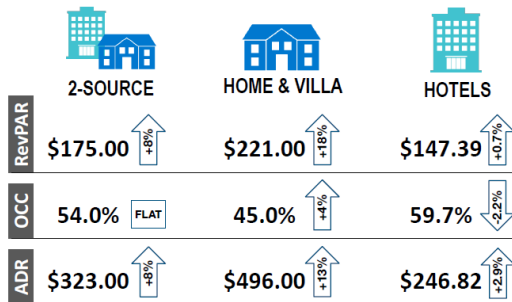 2-SOURCE HOME & VILLA HOTELS
RevPAR $175.00 +8% $221.00 +18% $147.39 +0.7%
OCC 54.0% FLAT 45.0% +4% 59.7% -2.2%
ADR $323.00 +8% $496.00 +13% $246.82 +2.9%